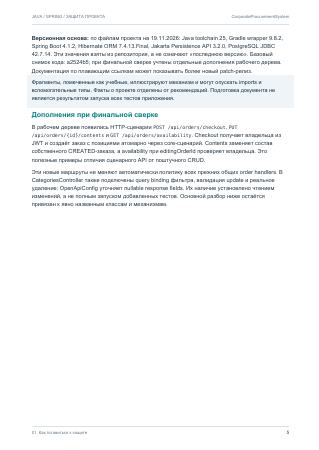 JAVA / SPRING / ЗАЩИТА ПРОЕКТА
CorporateProcurementSystem
Версионная основа: по файлам проекта на 19.11.2026: Java toolchain 25, Gradle wrapper 9.6.2,
Spring Boot 4.1.2, Hibernate ORM 7.4.13.Final, Jakarta Persistence API 3.2.0, PostgreSQL JDBC
42.7.14. Эти значения взяты из репозитория, а не означают «последнюю версию». Базовый
снимок кода: a2524b5; при финальной сверке учтены отдельные дополнения рабочего дерева.
Документация по плавающим ссылкам может показывать более новый patch-релиз.
Фрагменты, помеченные как учебные, иллюстрируют механизм и могут опускать imports и
вспомогательные типы. Факты о проекте отделены от рекомендаций. Подготовка документа не
является результатом запуска всех тестов приложения.
Дополнения при финальной сверке
В рабочем дереве появились HTTP-сценарии POST /api/orders/checkout, PUT
/api/orders/{id}/contents и GET /api/orders/availability. Checkout получает владельца из
JWT и создаёт заказ с позициями атомарно через core-сценарий. Contents заменяет состав
собственного CREATED-заказа, а availability при editingOrderId проверяет владельца. Это
полезные примеры отличия сценарного API от поштучного CRUD.
Эти новые маршруты не меняют автоматически политику всех прежних общих order handlers. В
CategoriesController также подключены query binding фильтра, валидация update и реальное
удаление; OpenApiConfig уточняет nullable response fields. Их наличие установлено чтением
изменений, а не полным запуском добавленных тестов. Основной разбор ниже остаётся
привязан к явно названным классам и механизмам.
01 · Как готовиться к защите
5